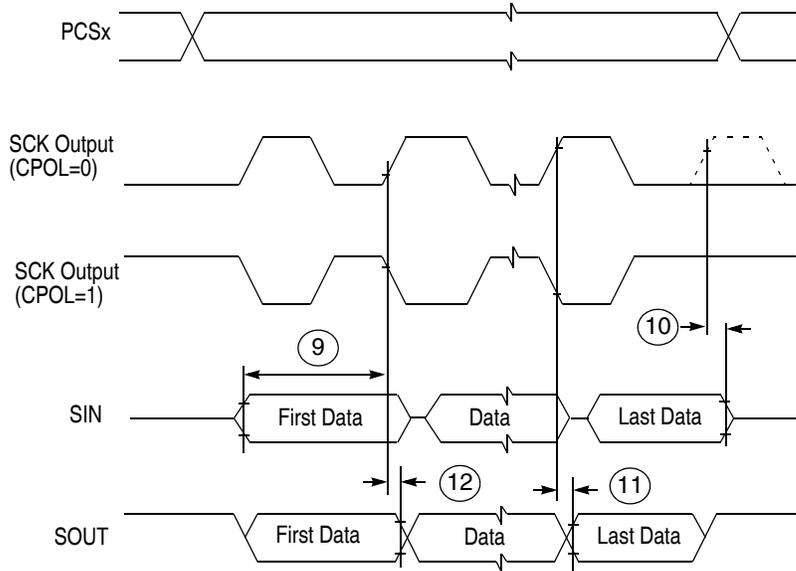 PCSx
SCK Output
(CPOL=0)
SCK Output
(CPOL=1)
10
9
SIN
First Data
Data
Last Data
12
11
SOUT
First Data
Data
Last Data